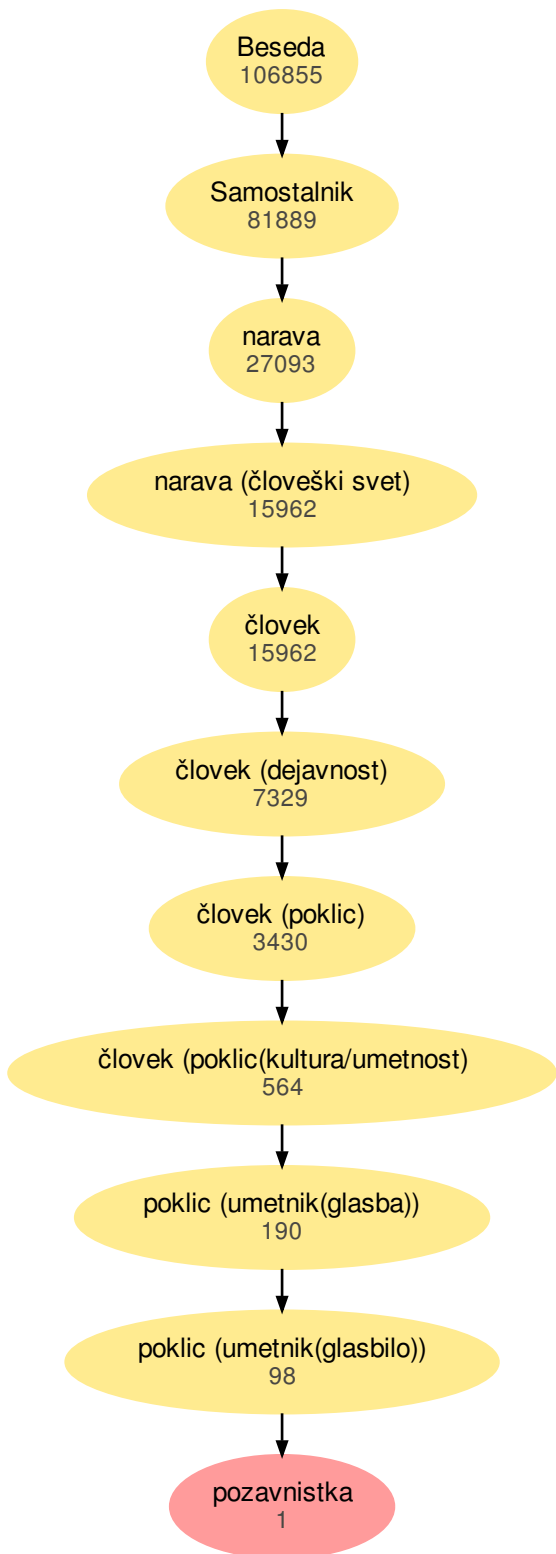 Beseda
106855
Samostalnik
81889
narava
27093
narava (človeški svet)
15962
človek
15962
človek (dejavnost)
7329
človek (poklic)
3430
človek (poklic(kultura/umetnost)
564
poklic (umetnik(glasba))
190
poklic (umetnik(glasbilo))
98
pozavnistka
1